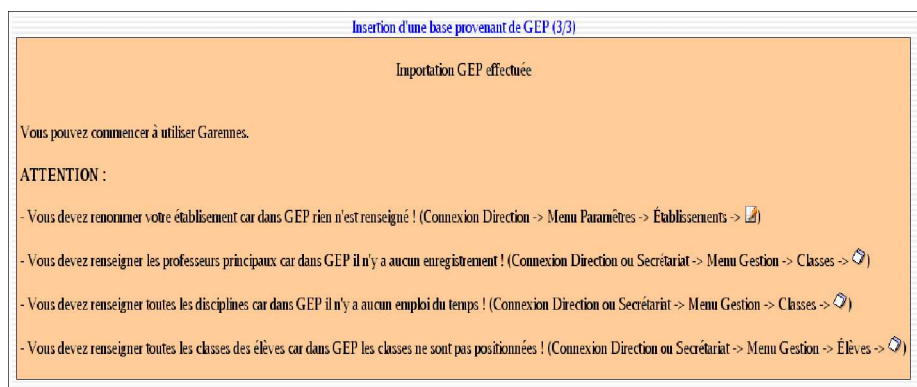 Insertion d'une base provenant de GEP (3/3)
Importation GEP effectuée
Vous pouvez commencer à utiliser Garennes.
ATTENTION :
- Vous devez renommer votre établisement car dans GEP rien n'est renseigné ! (Connexion Direction -> Menu Paramètres -> Établissements -> )
- Vous devez renseigner les professeurs principaux car dans GEP il n'y a aucun enregistrement ! (Connexion Direction ou Secrétariat -> Menu Gestion -> Classes -> )
- Vous devez renseigner toutes les disciplines car dans GEP il n'y a aucun emploi du temps ! (Connexion Direction ou Secrétariat -> Menu Gestion -> Classes -> )
- Vous devez renseigner toutes les classes des élèves car dans GEP les classes ne sont pas positionnées ! (Connexion Direction ou Secrétariat -> Menu Gestion -> Élèves -> )